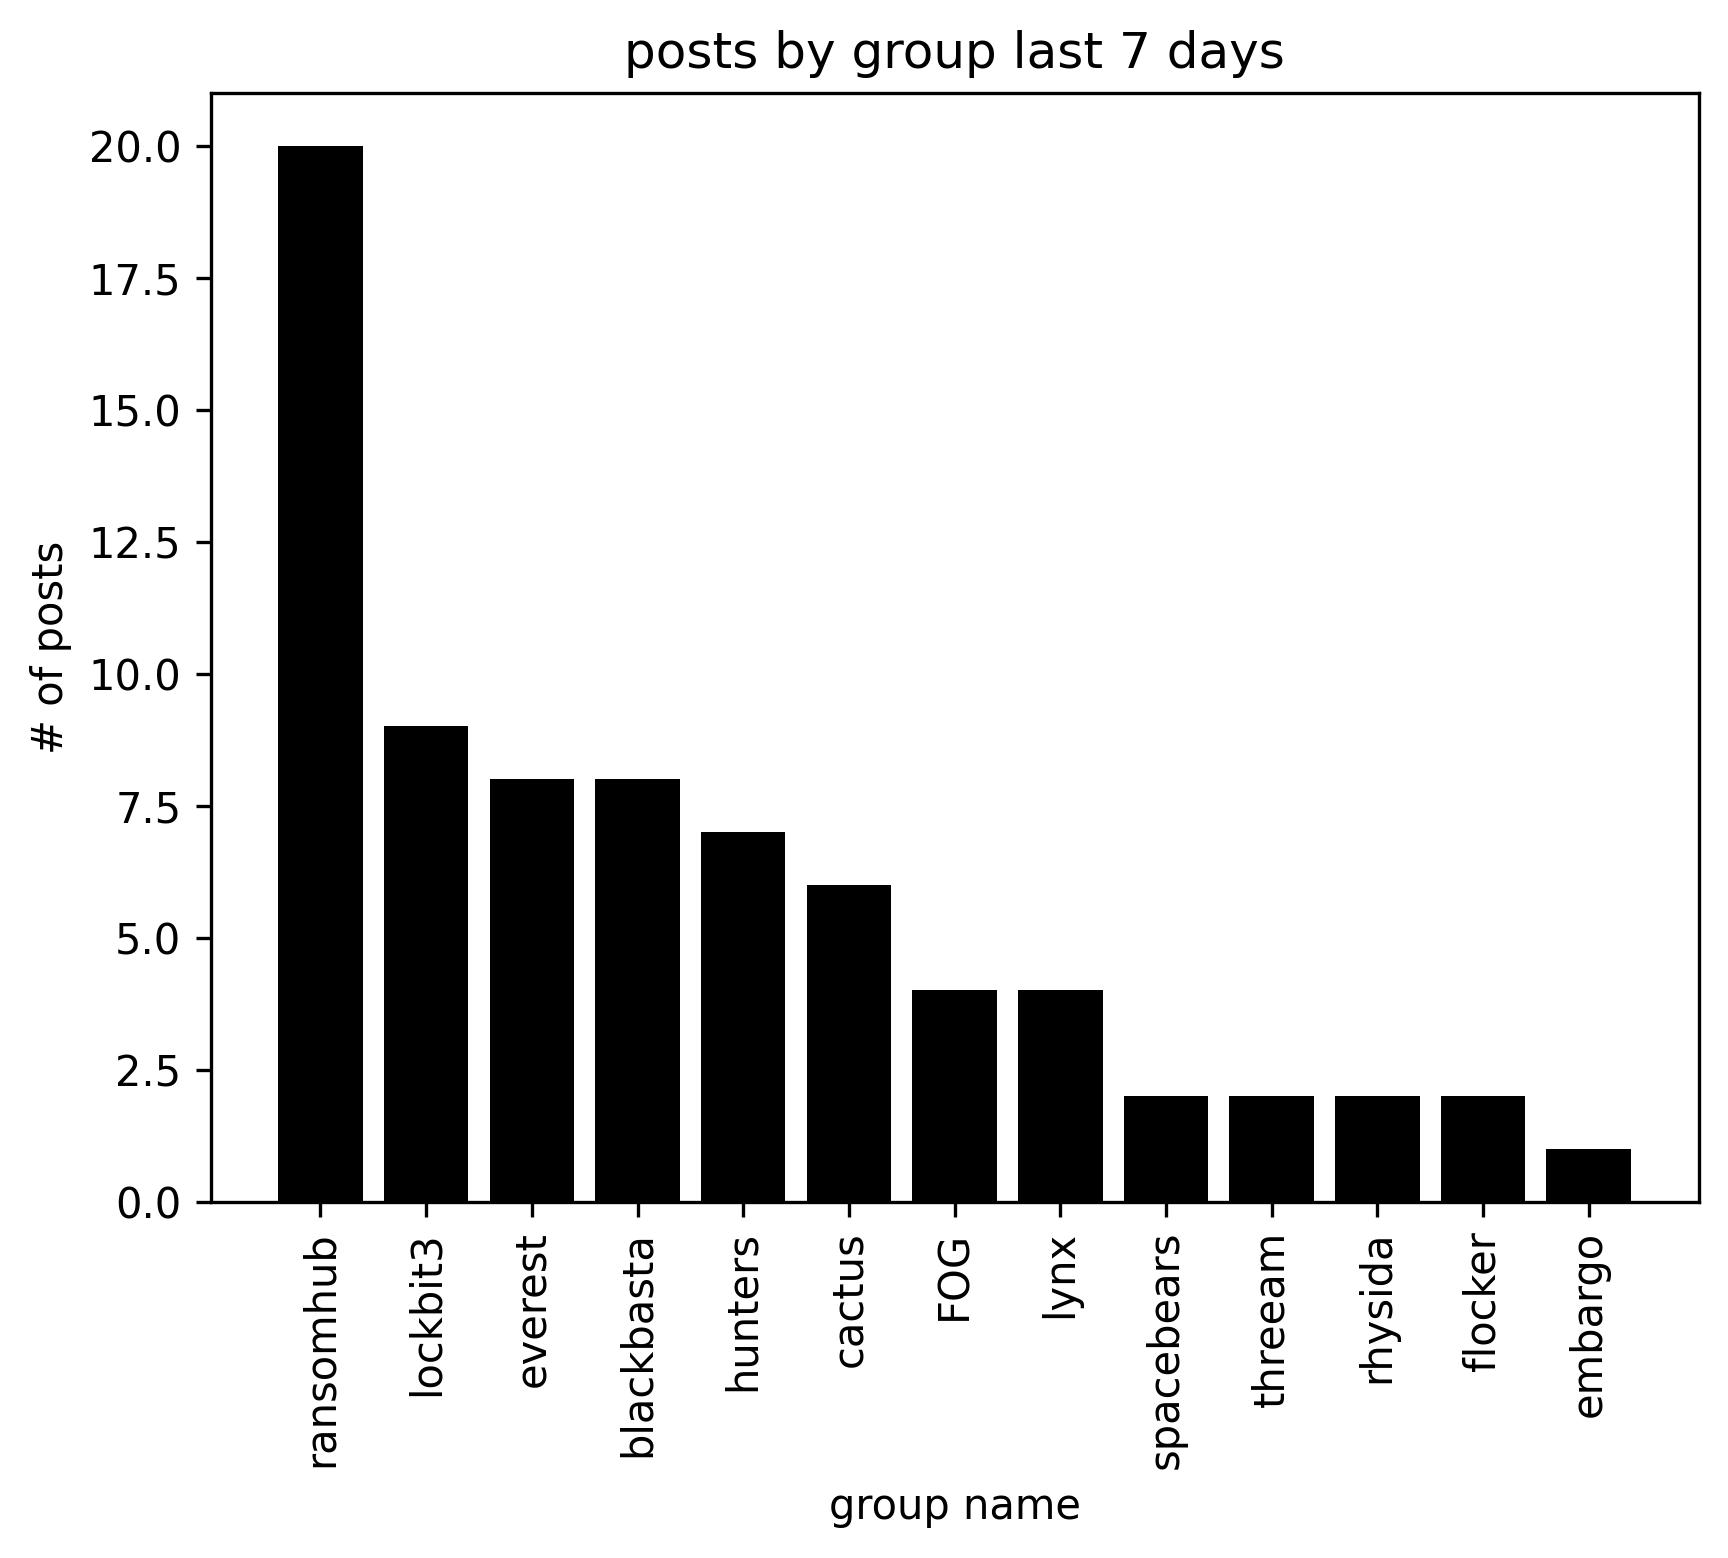 posts by group last 7 days
# of posts
20.0
17.5
15.0
12.5
10.0
7.5
5.0
2.5
0.0
ransomhub
lockbit3
everest
blackbasta
hunters
cactus
FOG
lynx
spacebears
threeam
rhysida
flocker
embargo
group name